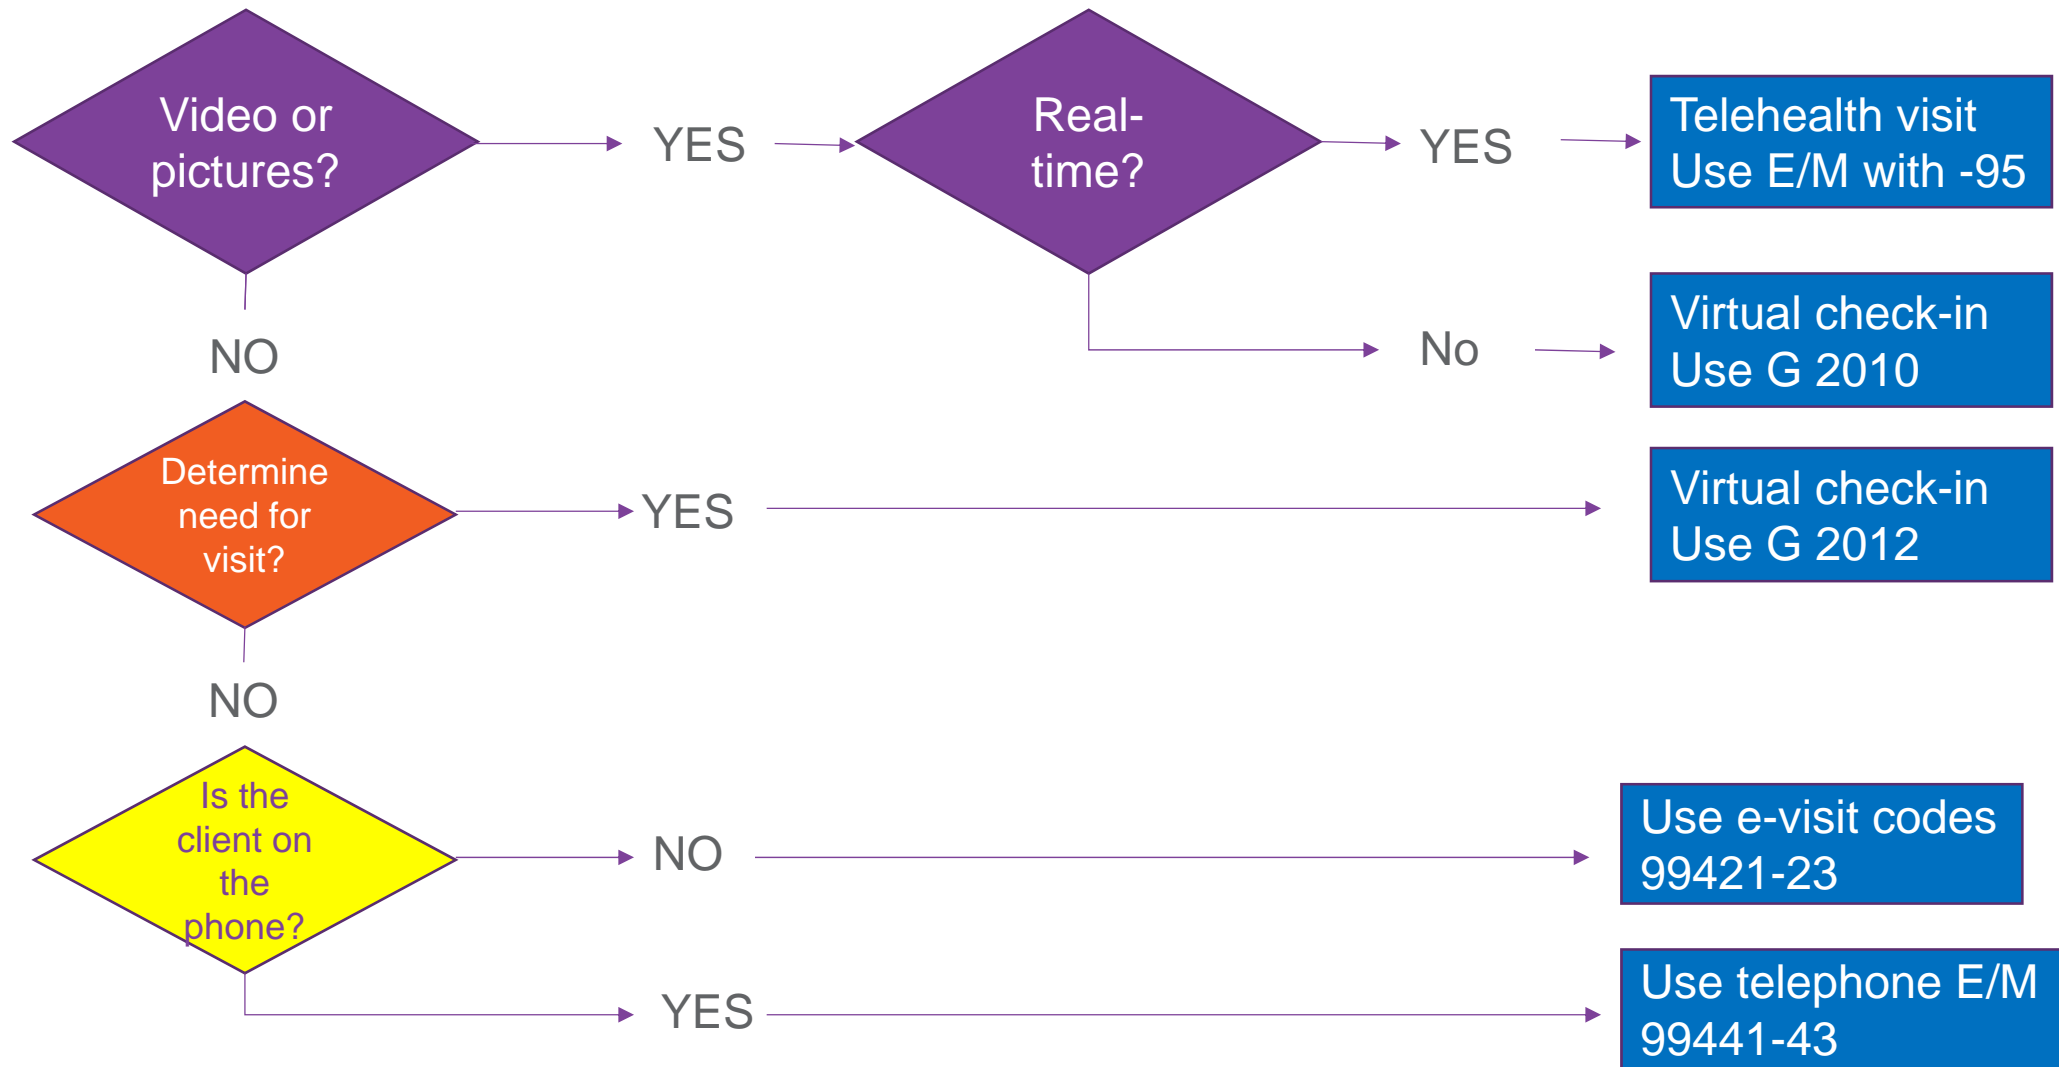 Video or
pictures?
YES
Real-
time?
YES
Telehealth visit
Use E/M with -95
NO
No
Virtual check-in
Use G 2010
Determine
need for
visit?
YES
Virtual check-in
Use G 2012
NO
Is the
client on
the
phone?
NO
Use e-visit codes
99421-23
YES
Use telephone E/M
99441-43